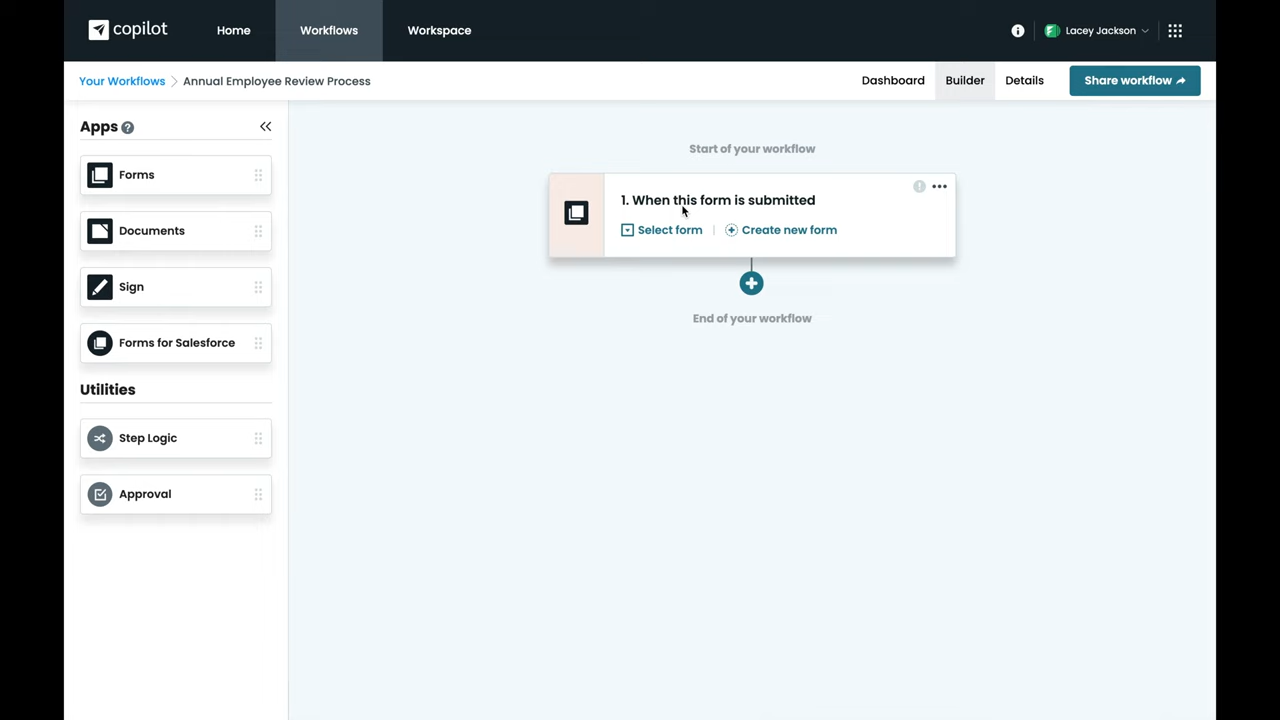 copilot
Home
Workflows
Workspace
Lacey Jackson
Your Workflows > Annual Employee Review Process
Dashboard
Builder
Details
Share workflow
Apps
Forms
Documents
Sign
Forms for Salesforce
Utilities
Step Logic
Approval
Start of your workflow
1. When this form is submitted
Select form | Create new form
End of your workflow